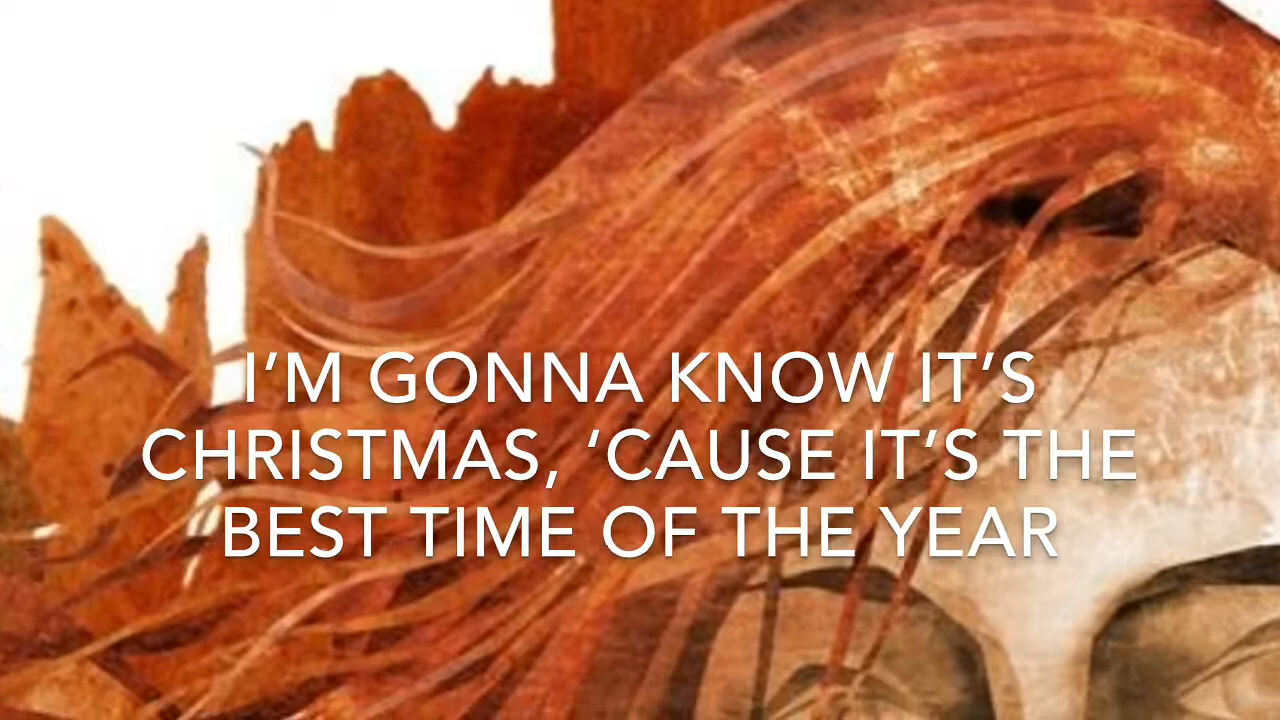 I’M GONNA KNOW IT’S
CHRISTMAS, ‘CAUSE IT’S THE
BEST TIME OF THE YEAR